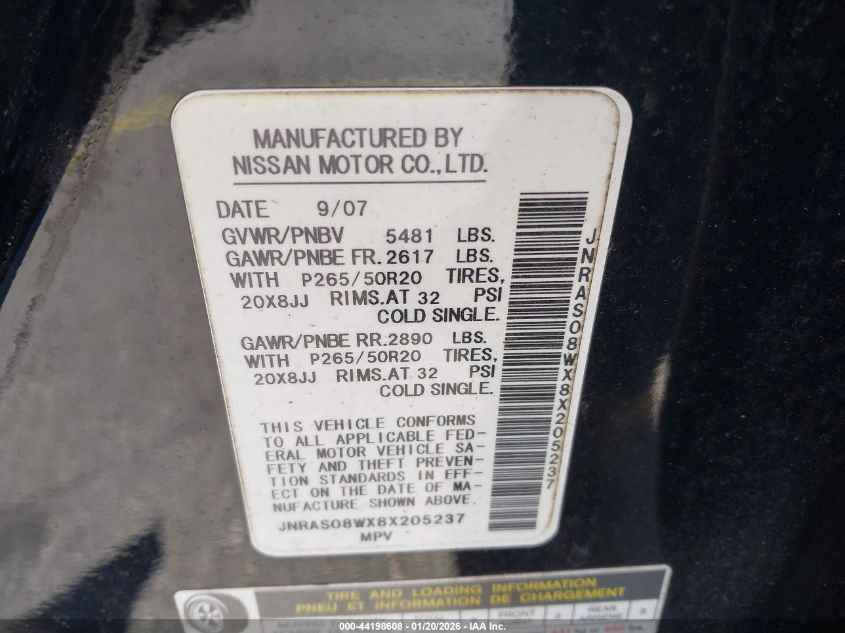 MANUFACTURED BY
NISSAN MOTOR CO.,LTD.
DATE 9/07
GVWR/PNBV 5481 LBS.
GAWR/PNBE FR. 2617 LBS.
WITH P265/50R20 TIRES,
20X8JJ RIMS.AT 32 PSI
COLD SINGLE.
GAWR/PNBE RR. 2890 LBS.
WITH P265/50R20 TIRES,
20X8JJ RIMS.AT 32 PSI
COLD SINGLE.
THIS VEHICLE CONFORMS
TO ALL APPLICABLE FED-
ERAL MOTOR VEHICLE SA-
FETY AND THEFT PREVEN-
TION STANDARDS IN EFF-
ECT ON THE DATE OF MA-
NUFACTURE SHOWN ABOVE.
JNRAS08WX8X205237
MPV
JNRAS08WX8X205237
TIRE AND LOADING INFORMATION
PNEU ET INFORMATION DE CHARGEMENT
FRONT 2 REAR 3
000-44198608 - 01/20/2026 - IAA Inc.